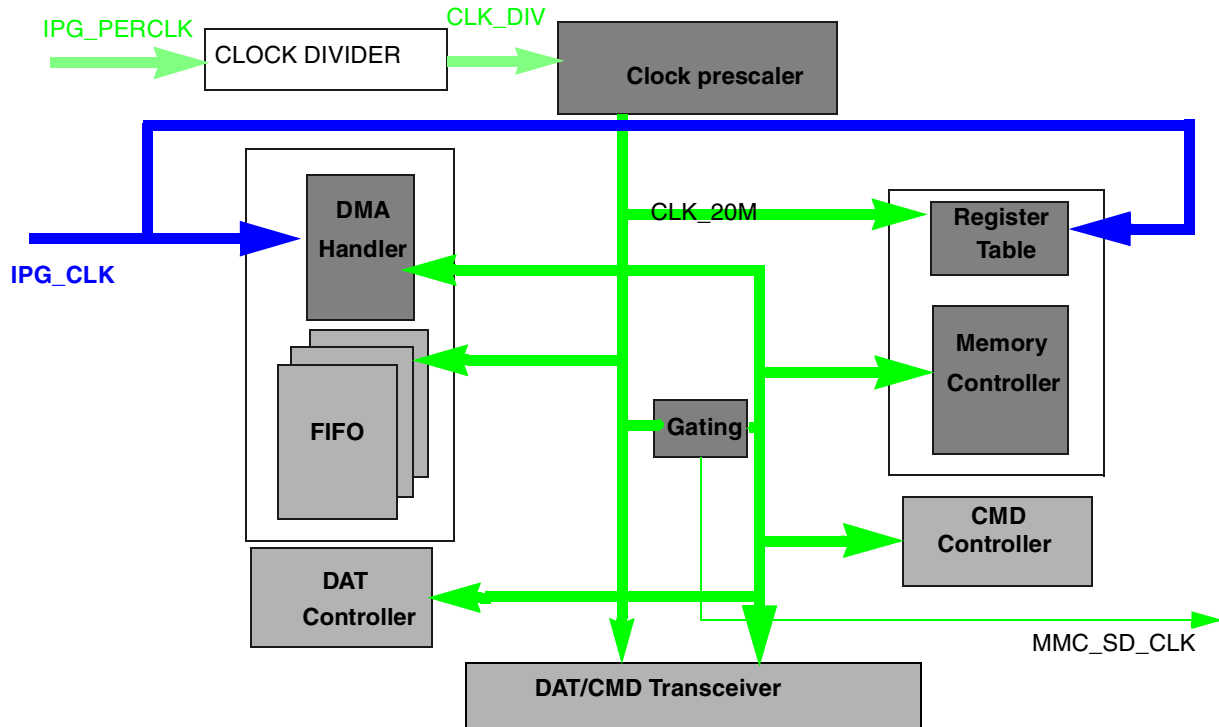 IPG_PERCLK
CLK_DIV
CLOCK DIVIDER
Clock prescaler
DMA
Handler
CLK_20M
Register
Table
IPG_CLK
Memory
Controller
FIFO
Gating
CMD
Controller
DAT
Controller
MMC_SD_CLK
DAT/CMD Transceiver